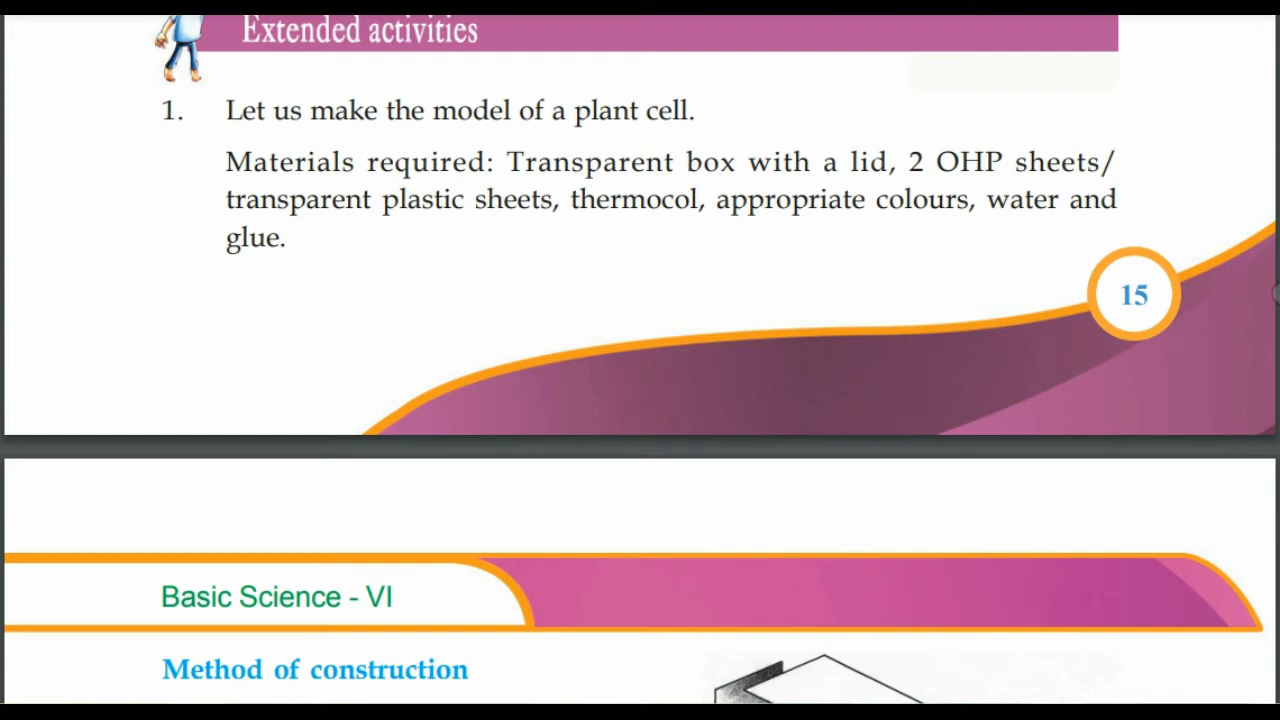 Extended activities
1. Let us make the model of a plant cell.
Materials required: Transparent box with a lid, 2 OHP sheets/
transparent plastic sheets, thermocol, appropriate colours, water and
glue.
15
Basic Science - VI
Method of construction